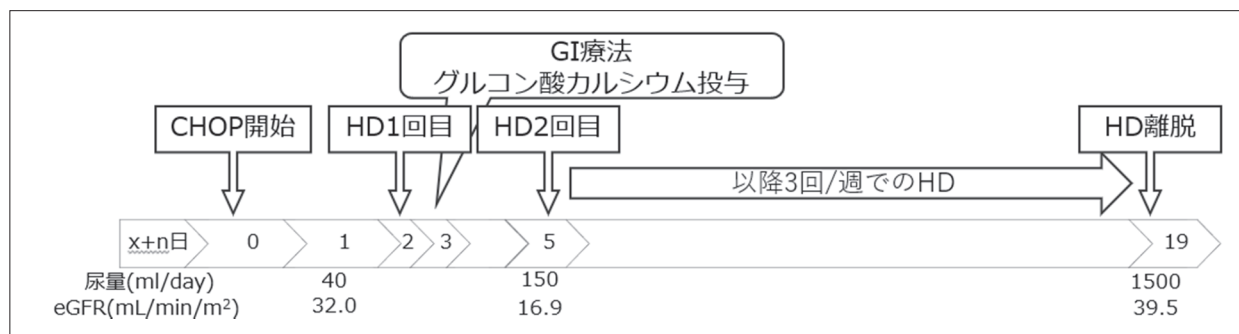 GI療法
グルコン酸カルシウム投与
CHOP開始
HD1回目
HD2回目
HD離脱
以降3回/週でのHD
x+n日 0 1 2 3 5 19
尿量(ml/day) 40 150 1500
eGFR(mL/min/m²) 32.0 16.9 39.5